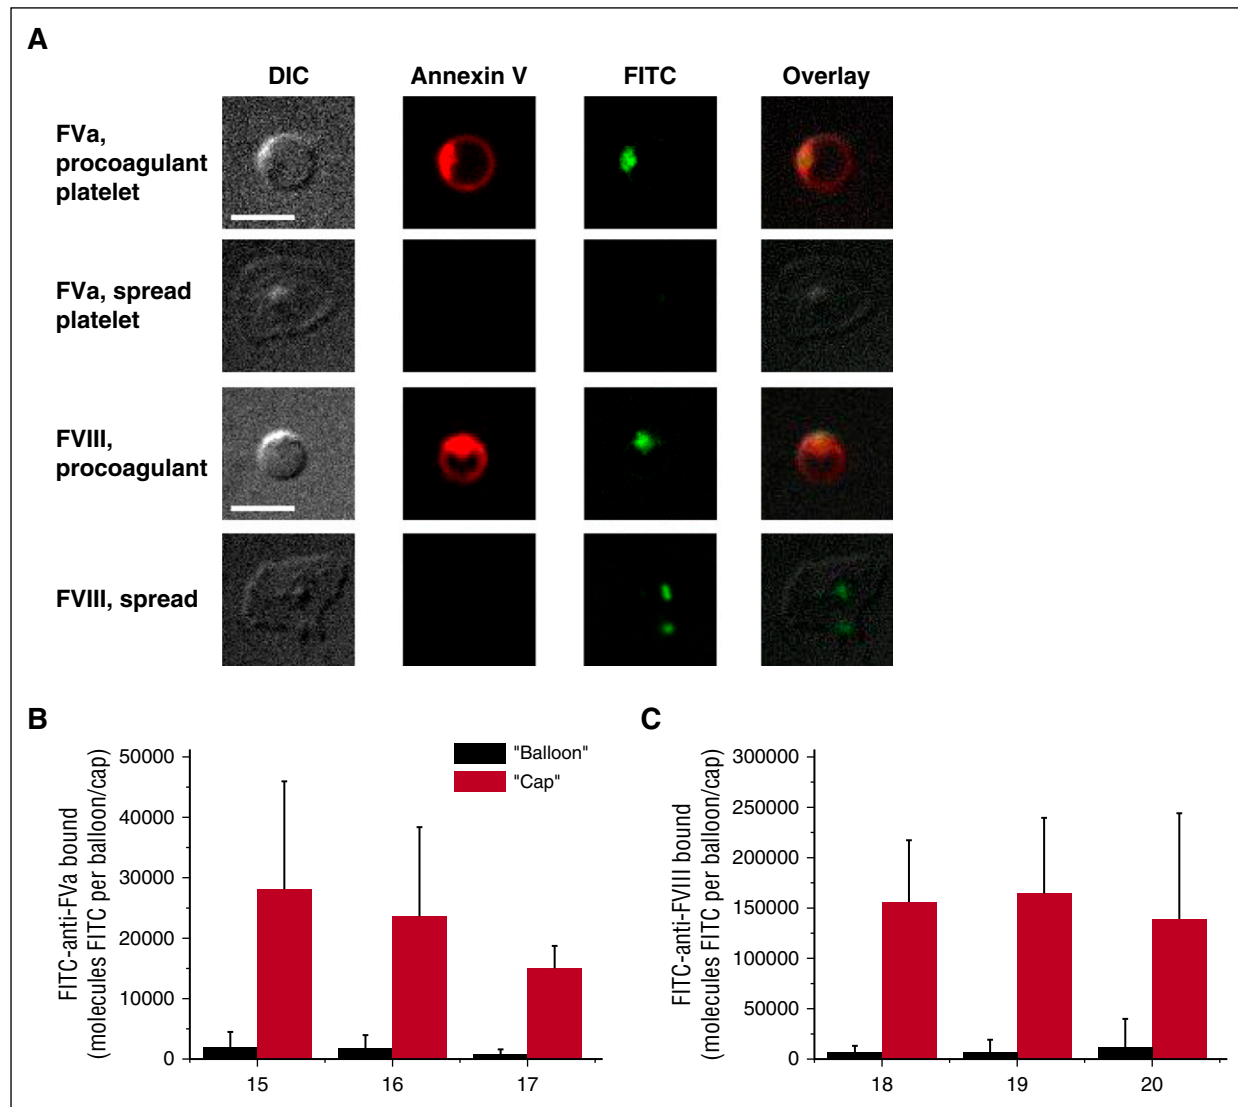 A
DIC Annexin V FITC Overlay
FVa,
procoagulant
platelet
FVa, spread
platelet
FVIII,
procoagulant
FVIII, spread
B
FITC-anti-FVa bound
(molecules FITC per balloon/cap)
50000
40000
30000
20000
10000
0
15 16 17
"Balloon"
"Cap"
C
FITC-anti-FVIII bound
(molecules FITC per balloon/cap)
300000
250000
200000
150000
100000
50000
0
18 19 20